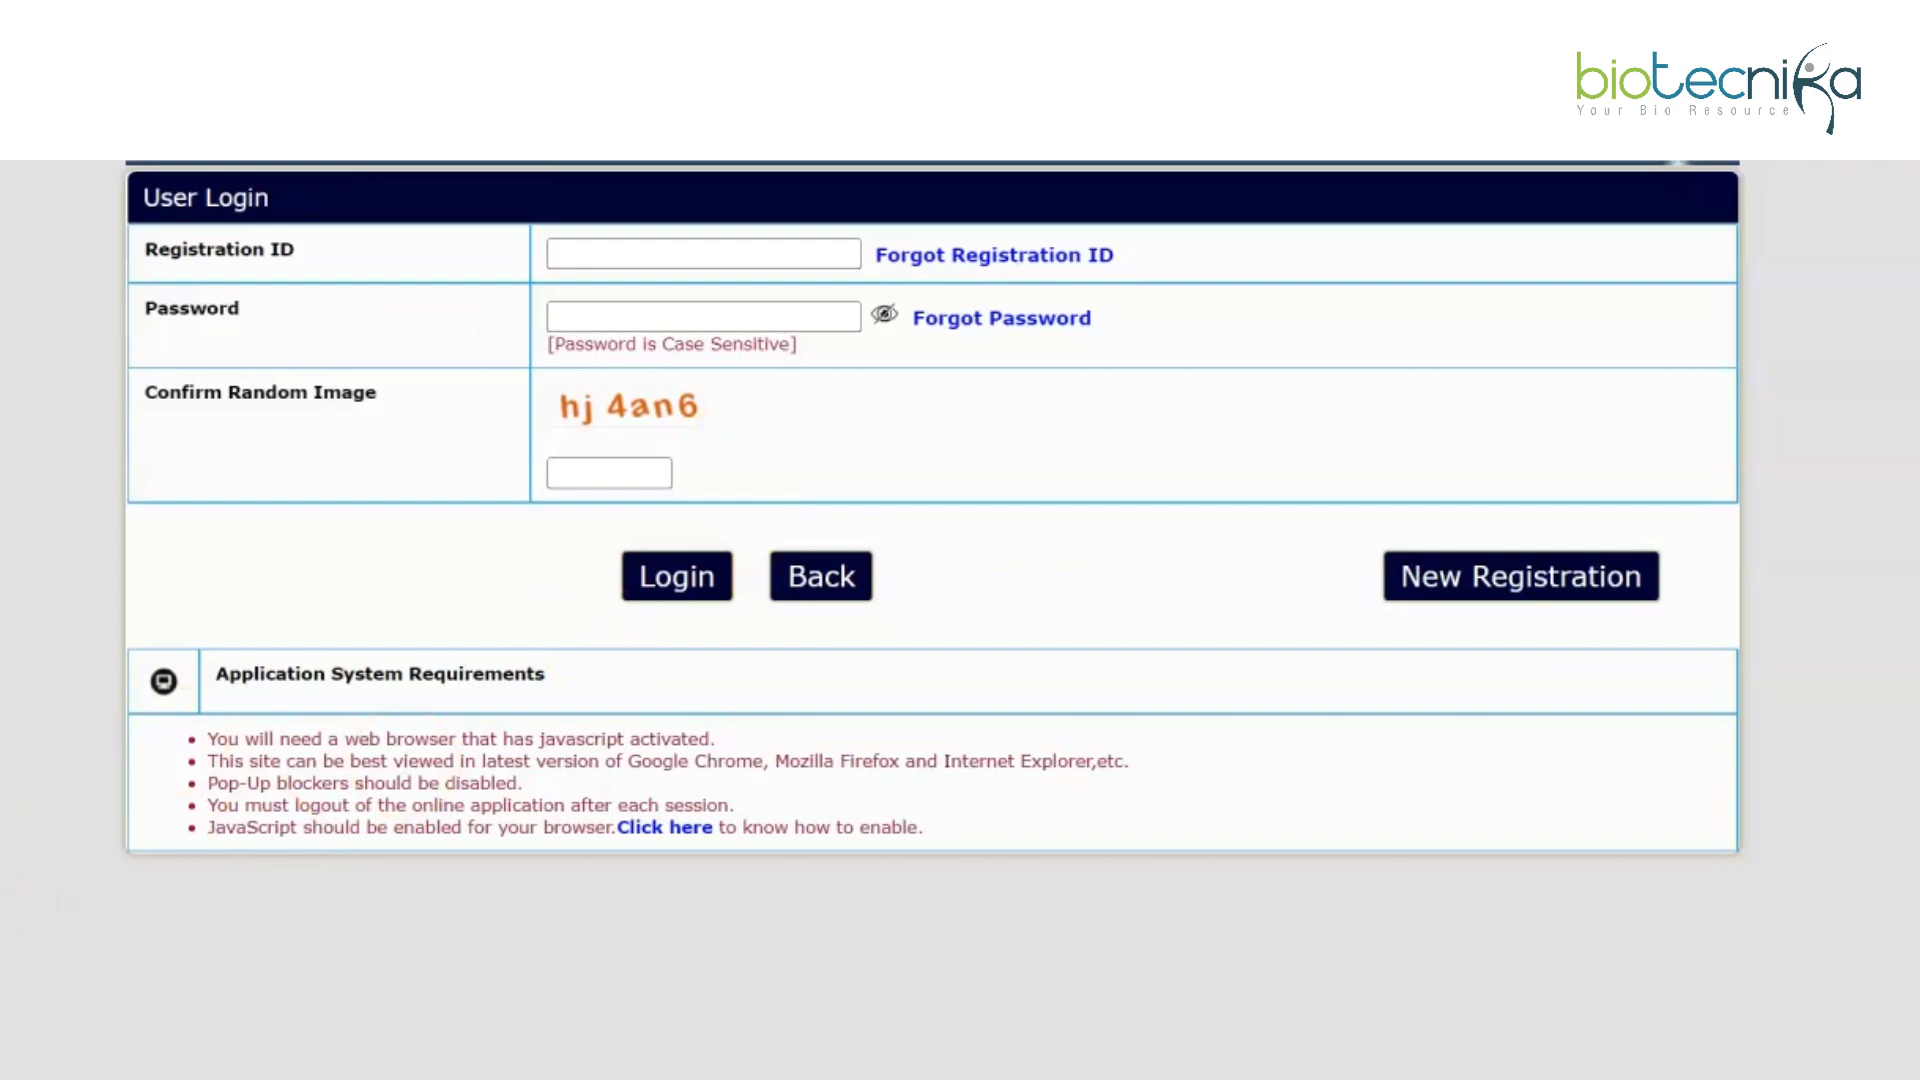 biotecnika
Your Bio Resource
User Login
Registration ID
Forgot Registration ID
Password
Forgot Password
[Password is Case Sensitive]
Confirm Random Image
hj 4an6
Login
Back
New Registration
Application System Requirements
• You will need a web browser that has javascript activated.
• This site can be best viewed in latest version of Google Chrome, Mozilla Firefox and Internet Explorer,etc.
• Pop-Up blockers should be disabled.
• You must logout of the online application after each session.
• JavaScript should be enabled for your browser.Click here to know how to enable.